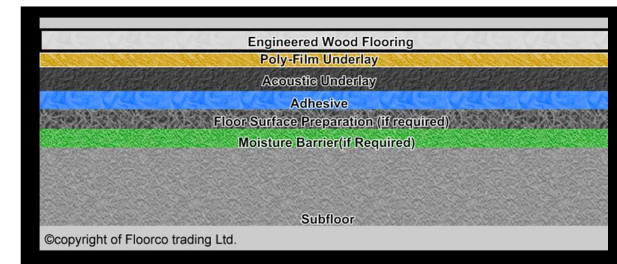 Engineered Wood Flooring
Poly-Film Underlay
Acoustic Underlay
Adhesive
Floor Surface Preparation (if required)
Moisture Barrier(if Required)
Subfloor
©copyright of Floorco trading Ltd.